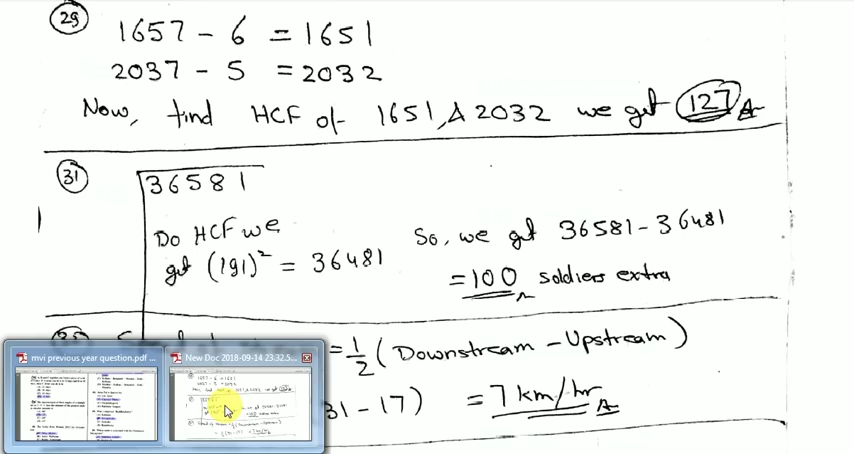 29
1657 - 6 = 1651
2037 - 5 = 2032
Now, find HCF of 1651, & 2032 we get 127 A
31
36581
Do HCF we
get (191)² = 36481
So, we get 36581 - 36481
= 100 soldiers extra
= 1/2 (Downstream - Upstream)
31 - 17) = 7 km/hr A
mvi previous year question.pdf ...
New Doc 2018-09-14 23.32.5...